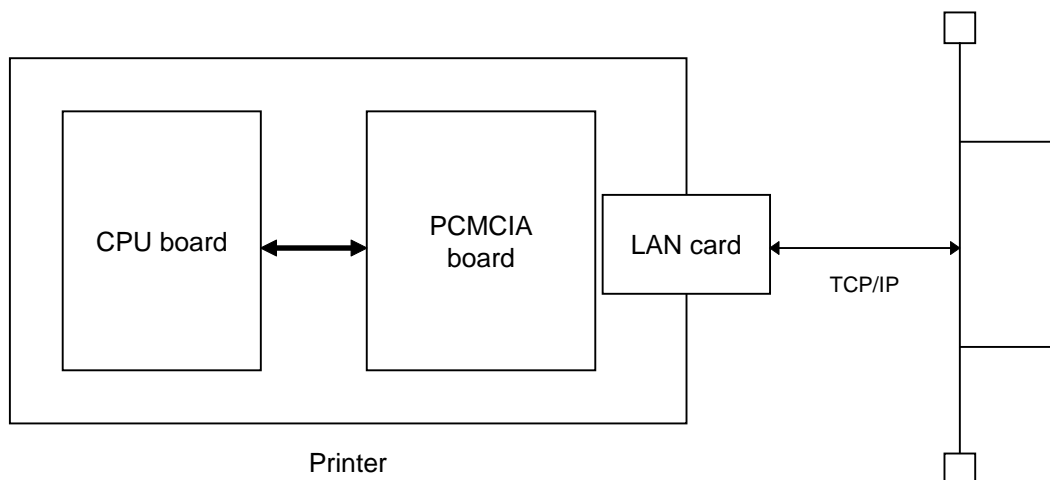 CPU board
PCMCIA
board
LAN card
TCP/IP
Printer